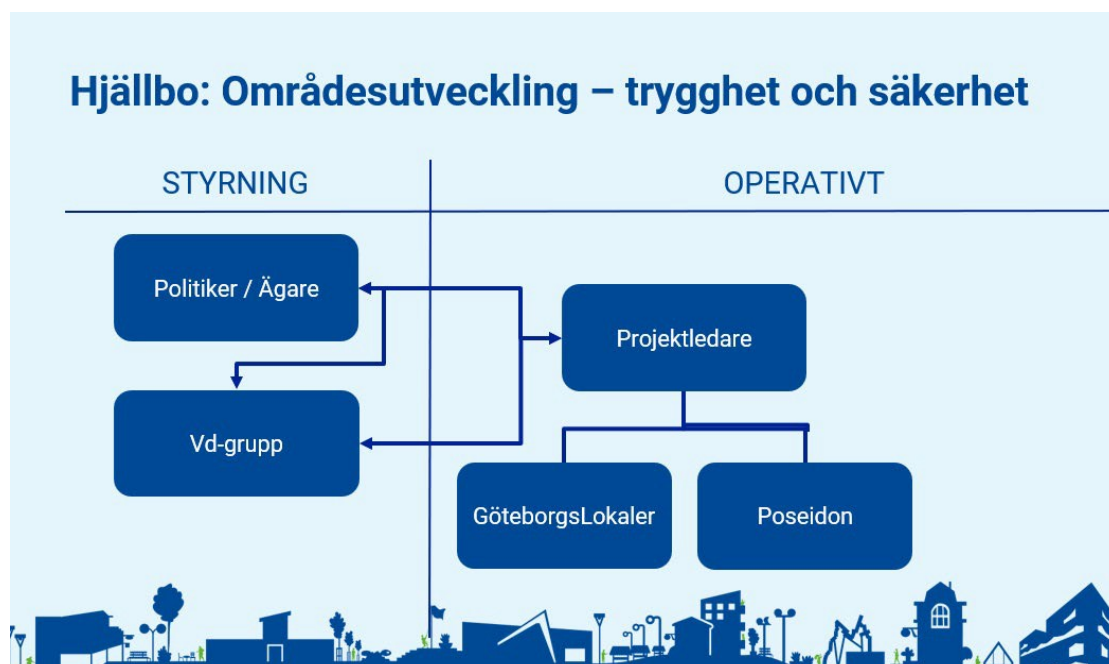 Hjällbo: Områdesutveckling – trygghet och säkerhet
STYRNING
OPERATIVT
Politiker / Ägare
Projektledare
Vd-grupp
GöteborgsLokaler
Poseidon